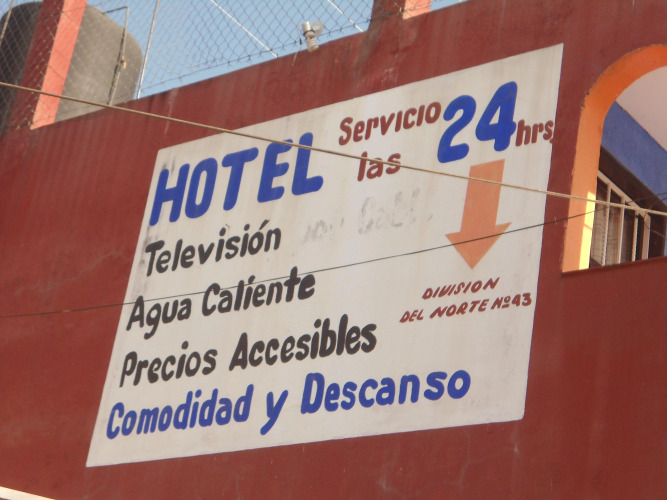 HOTEL
Servicio
las
24 hrs.
Televisión
Agua Caliente
Precios Accesibles
Comodidad y Descanso
DIVISION
DEL NORTE Nº43